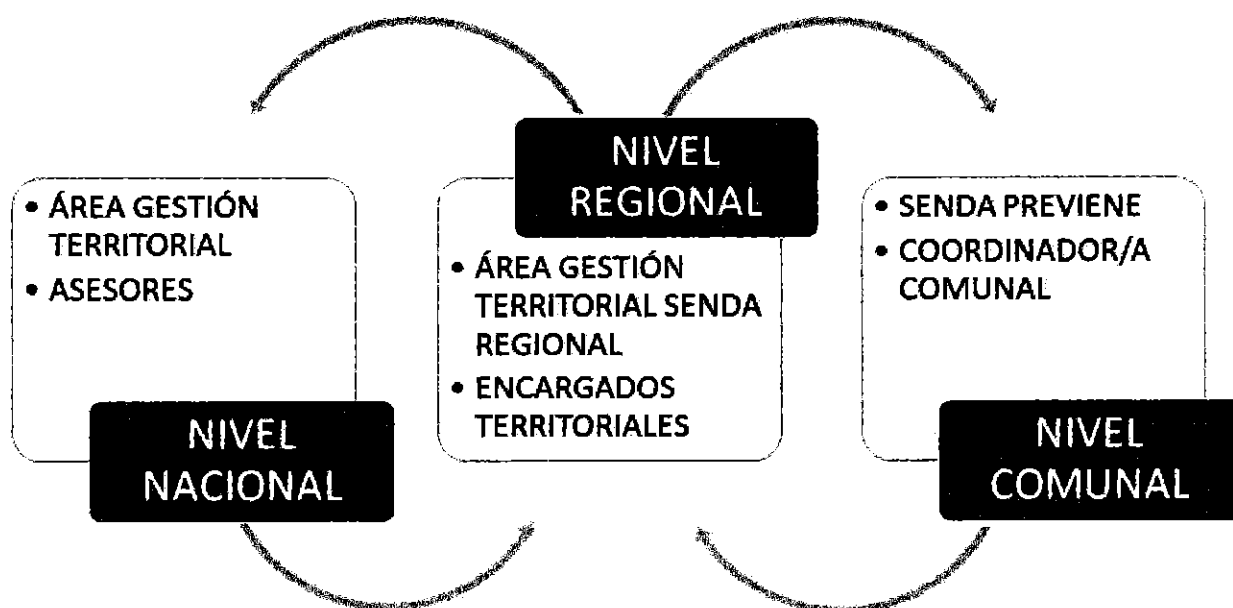 • ÁREA GESTIÓN
TERRITORIAL
• ASESORES
NIVEL
NACIONAL
NIVEL
REGIONAL
• ÁREA GESTIÓN
TERRITORIAL SENDA
REGIONAL
• ENCARGADOS
TERRITORIALES
• SENDA PREVIENE
• COORDINADOR/A
COMUNAL
NIVEL
COMUNAL